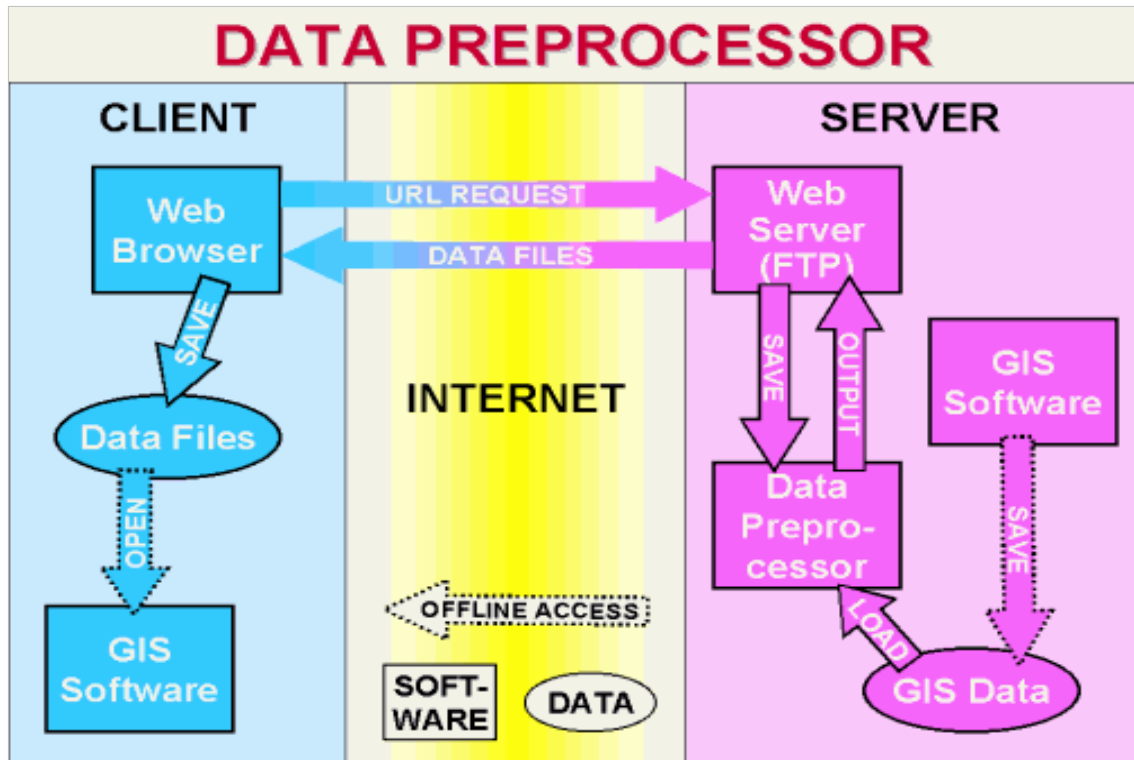 DATA PREPROCESSOR
CLIENT
SERVER
Web
Browser
URL REQUEST
DATA FILES
Web
Server
(FTP)
SAVE
SAVE
OUTPUT
GIS
Software
INTERNET
Data Files
OPEN
Data
Prepro-
cessor
SAVE
OFFLINE ACCESS
LOAD
GIS
Software
SOFT-
WARE
DATA
GIS Data